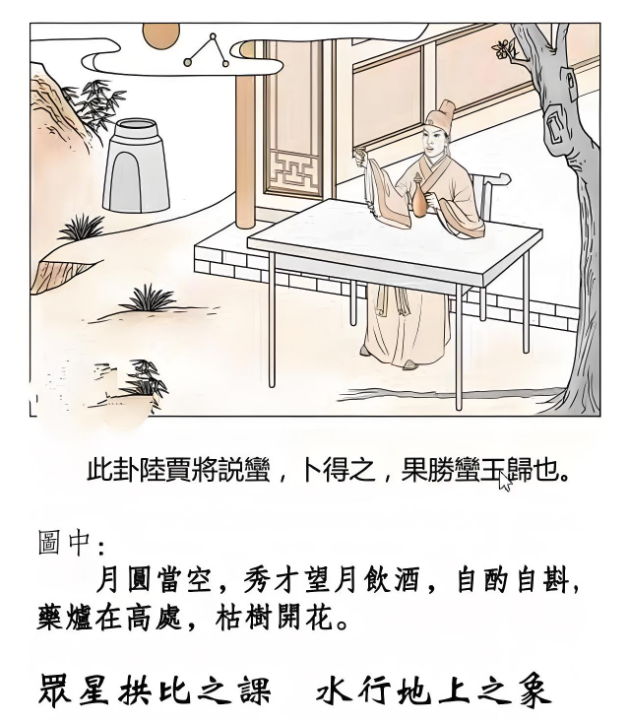 此卦陸賈將説蠻，卜得之，果勝蠻王歸也。
圖中：
月圓當空，秀才望月飲酒，自酌自斟，
藥爐在高處，枯樹開花。
眾星拱比之課　水行地上之象